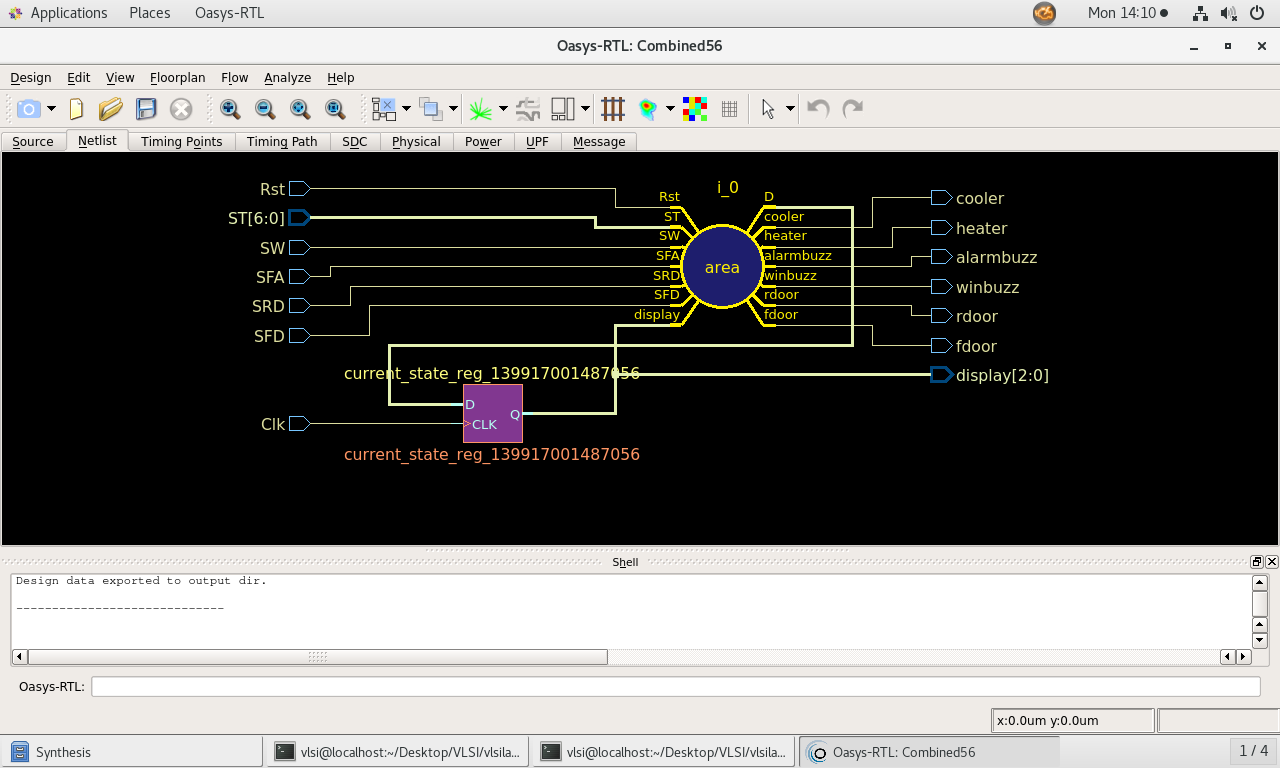 Applications Places Oasys-RTL Mon 14:10
Oasys-RTL: Combined56
Design Edit View Floorplan Flow Analyze Help
Source Netlist Timing Points Timing Path SDC Physical Power UPF Message
i_0
Rst Rst D cooler
ST[6:0] ST cooler heater
SW SW heater alarmbuzz
SFA SFA area alarmbuzz winbuzz
SRD SRD winbuzz rdoor
SFD SFD rdoor fdoor
display fdoor display[2:0]
current_state_reg_139917001487056
D Q
Clk >CLK
current_state_reg_139917001487056
Shell
Design data exported to output dir.
-----------------------------
Oasys-RTL:
x:0.0um y:0.0um
Synthesis vlsi@localhost:~/Desktop/VLSI/vlsila... vlsi@localhost:~/Desktop/VLSI/vlsila... Oasys-RTL: Combined56 1 / 4